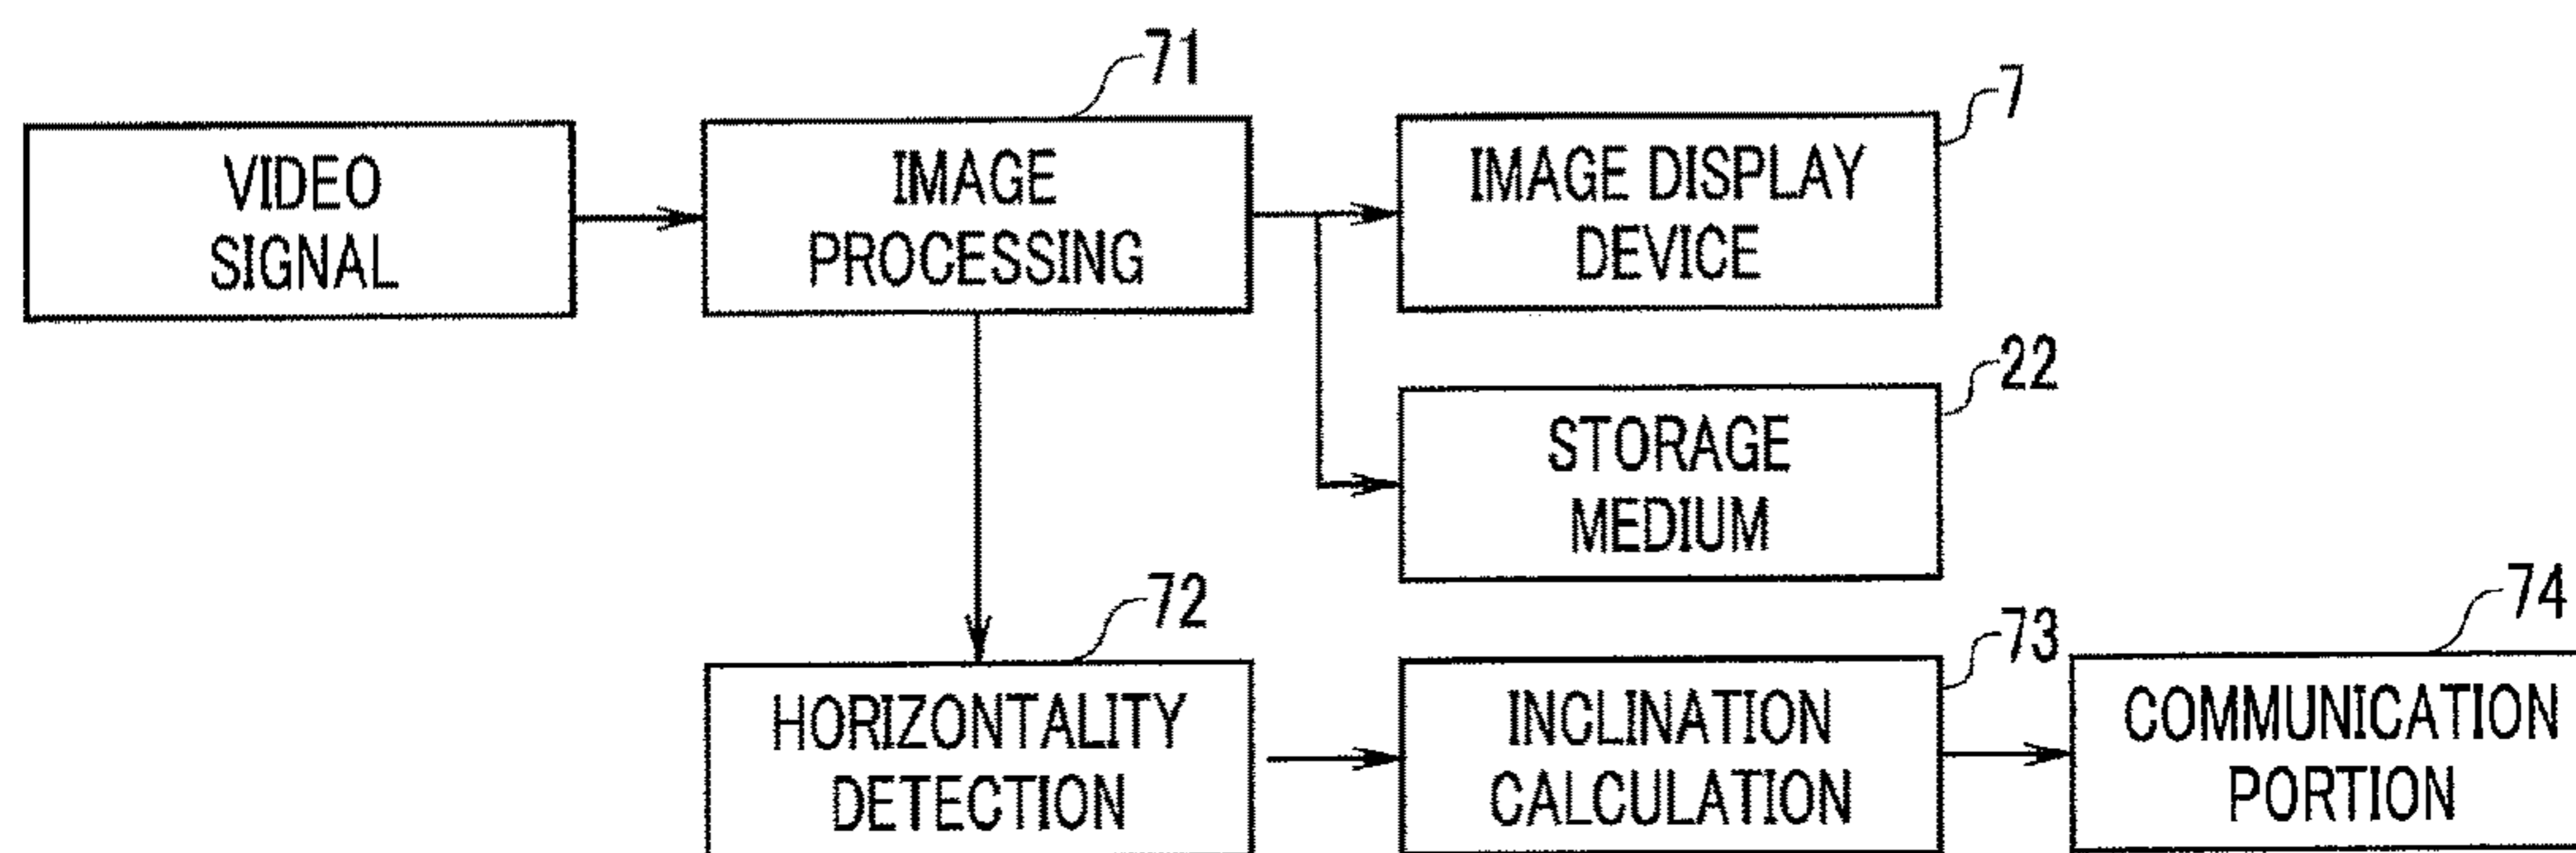 71
VIDEO
SIGNAL
IMAGE
PROCESSING
7
IMAGE DISPLAY
DEVICE
22
STORAGE
MEDIUM
72
HORIZONTALITY
DETECTION
73
INCLINATION
CALCULATION
74
COMMUNICATION
PORTION